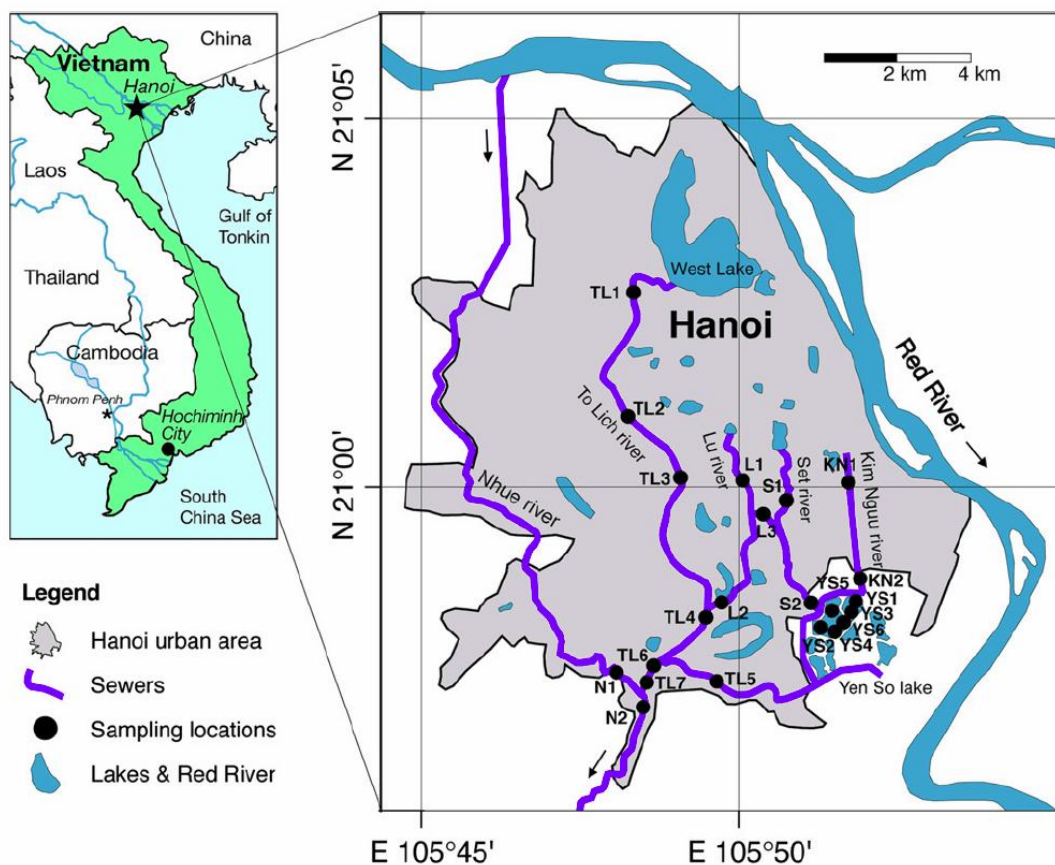 China
Vietnam
Hanoi
Laos
Gulf of
Tonkin
Thailand
Cambodia
Phnom Penh
Hochiminh
City
South
China Sea
Legend
Hanoi urban area
Sewers
Sampling locations
Lakes & Red River
2 km
4 km
N 21°05'
N 21°00'
E 105°45'
E 105°50'
West Lake
TL1
Hanoi
Red River
TL2
To Lich river
TL3
Lu river
L1
Set river
S1
L3
KN1
Kim Nguu river
Nhue river
YS5
KN2
YS1
S2
YS3
L2
TL4
YS6
YS2
YS4
TL6
TL7
TL5
Yen So lake
N1
N2